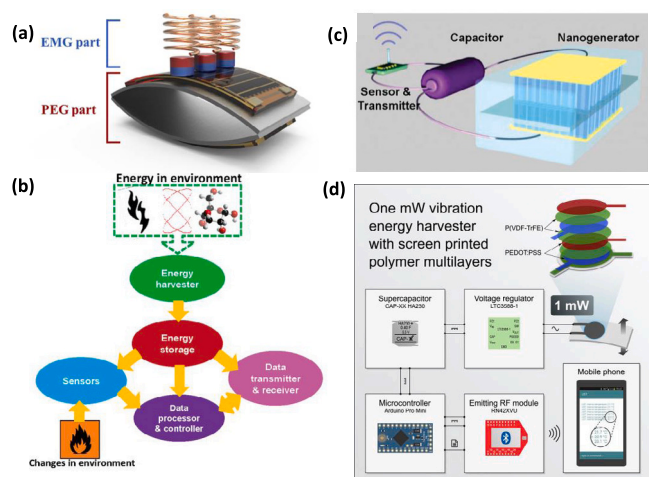 (a)
EMG part
PEG part
(b)
Energy in environment
Energy
harvester
Energy
storage
Sensors
Data
transmitter
& receiver
Data
processor
& controller
Changes in environment
(c)
Capacitor
Nanogenerator
Sensor &
Transmitter
(d)
One mW vibration
energy harvester
with screen printed
polymer multilayers
P(VDF-TrFE)
PEDOT:PSS
Supercapacitor
CAP-XX HA230
CAP-X
Voltage regulator
LTC3588-1
1 mW
Microcontroller
Arduino Pro Mini
Emitting RF module
RN42XVU
Mobile phone